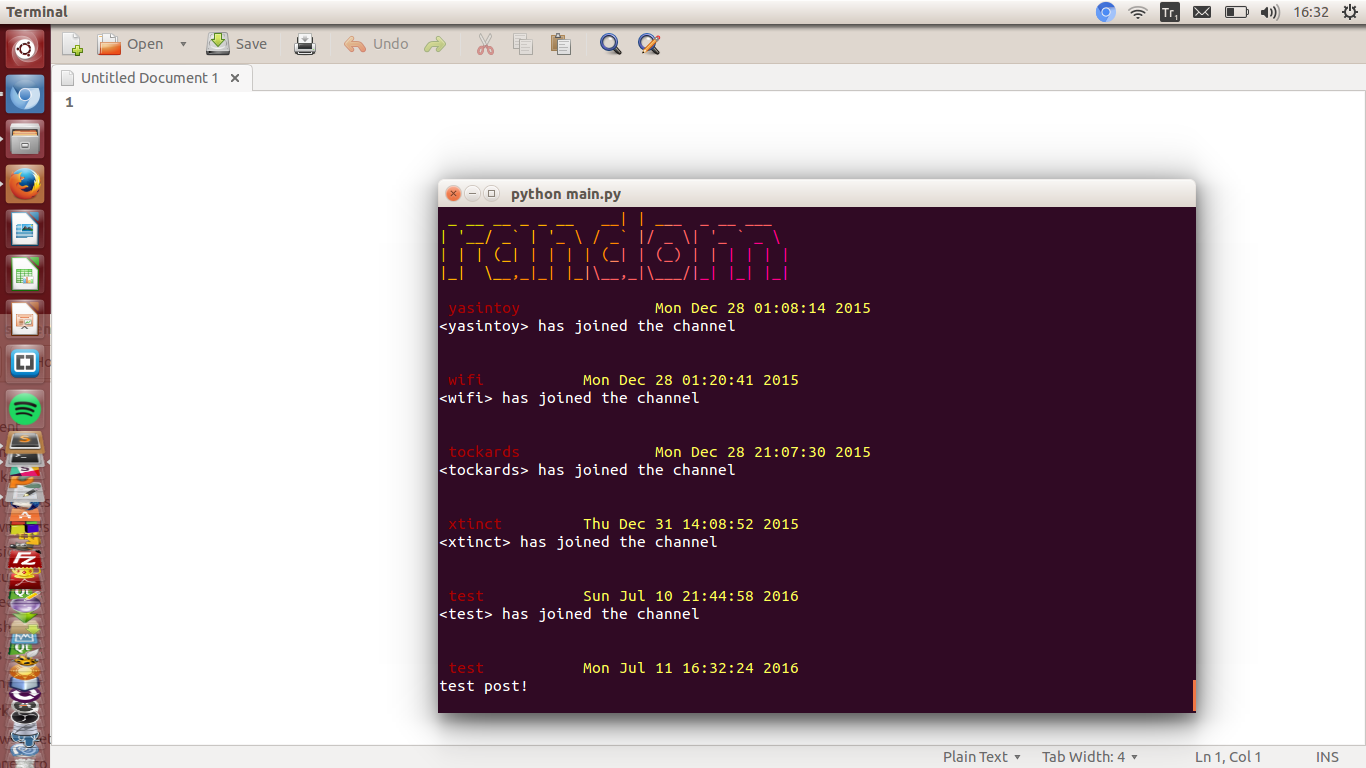 Terminal
Tr1
16:32
Open
Save
Undo
Untitled Document 1
1
python main.py
random
yasintoy Mon Dec 28 01:08:14 2015
<yasintoy> has joined the channel
wifi Mon Dec 28 01:20:41 2015
<wifi> has joined the channel
tockards Mon Dec 28 21:07:30 2015
<tockards> has joined the channel
xtinct Thu Dec 31 14:08:52 2015
<xtinct> has joined the channel
test Sun Jul 10 21:44:58 2016
<test> has joined the channel
test Mon Jul 11 16:32:24 2016
test post!
Plain Text
Tab Width: 4
Ln 1, Col 1
INS